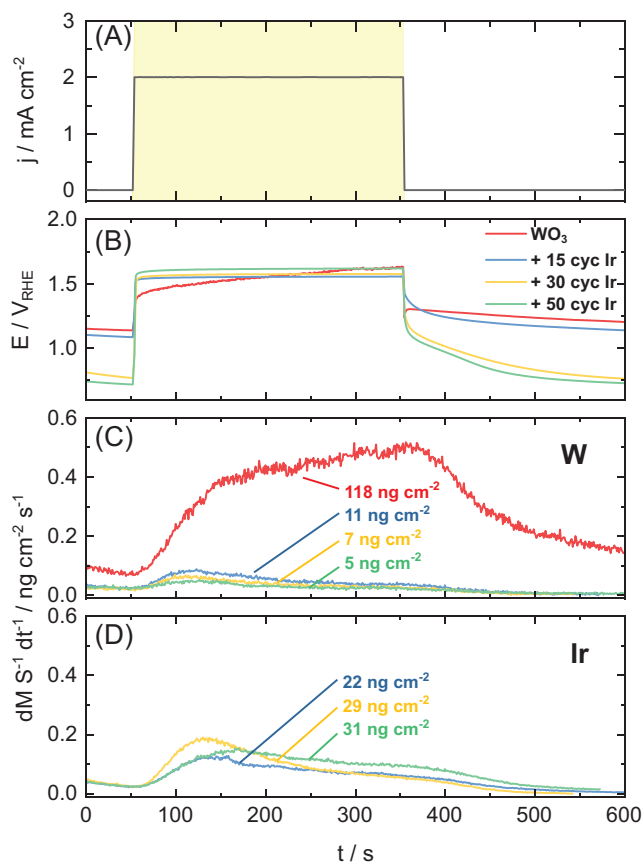 (A)
j / mA cm⁻²
3
2
1
0
(B)
E / V_RHE
2.0
1.5
1.0
WO₃
+ 15 cyc Ir
+ 30 cyc Ir
+ 50 cyc Ir
(C)
W
0.6
0.4
0.2
0.0
118 ng cm⁻²
11 ng cm⁻²
7 ng cm⁻²
5 ng cm⁻²
dM S⁻¹ dt⁻¹ / ng cm⁻² s⁻¹
(D)
Ir
0.6
0.4
0.2
0.0
22 ng cm⁻²
29 ng cm⁻²
31 ng cm⁻²
0 100 200 300 400 500 600
t / s